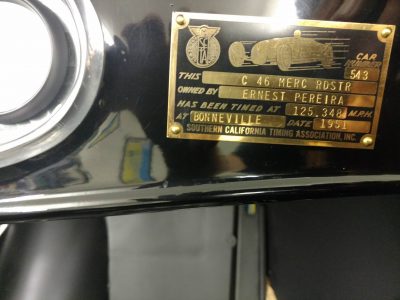 CAR
NUMBER
543
THIS C 46 MERC RDSTR
OWNED BY ERNEST PEREIRA
HAS BEEN TIMED AT 125.348 M.P.H.
AT BONNEVILLE DATE 1981
SOUTHERN CALIFORNIA TIMING ASSOCIATION, INC.